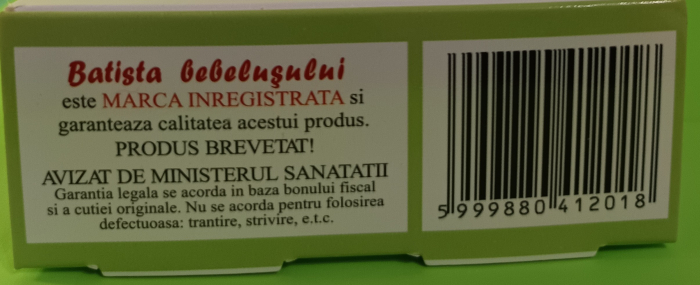 Batista bebeluşului
este MARCA INREGISTRATA si
garanteaza calitatea acestui produs.
PRODUS BREVETAT!
AVIZAT DE MINISTERUL SANATATII
Garantia legala se acorda in baza bonului fiscal
si a cutiei originale. Nu se acorda pentru folosirea
defectuoasa: trantire, strivire, e.t.c.
5 999880 412018